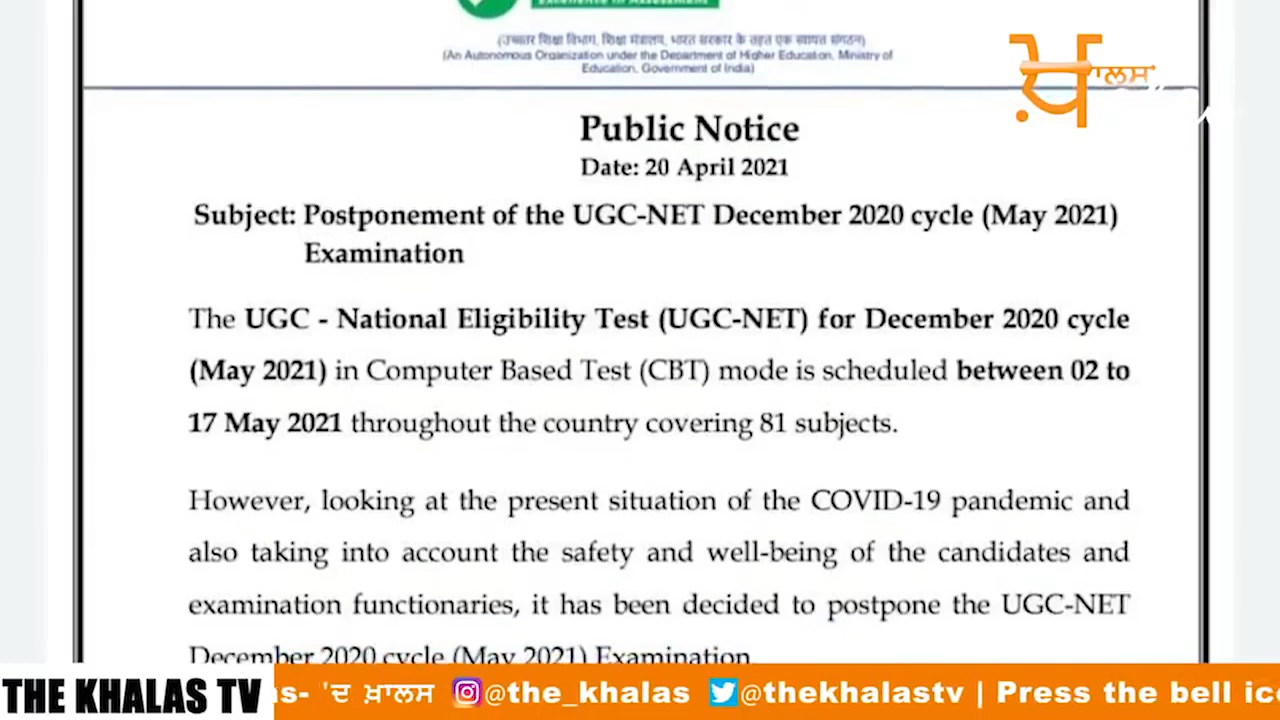 Excellence in Assessment
(उच्चतर शिक्षा विभाग, शिक्षा मंत्रालय, भारत सरकार के तहत एक स्वायत्त संगठन)
(An Autonomous Organization under the Department of Higher Education, Ministry of
Education, Government of India)
ਖ਼ਾਲਸ
Public Notice
Date: 20 April 2021
Subject: Postponement of the UGC-NET December 2020 cycle (May 2021)
Examination
The UGC - National Eligibility Test (UGC-NET) for December 2020 cycle
(May 2021) in Computer Based Test (CBT) mode is scheduled between 02 to
17 May 2021 throughout the country covering 81 subjects.
However, looking at the present situation of the COVID-19 pandemic and
also taking into account the safety and well-being of the candidates and
examination functionaries, it has been decided to postpone the UGC-NET
December 2020 cycle (May 2021) Examination
THE KHALAS TV as- 'ਦ ਖ਼ਾਲਸ @the_khalas @thekhalastv | Press the bell ic